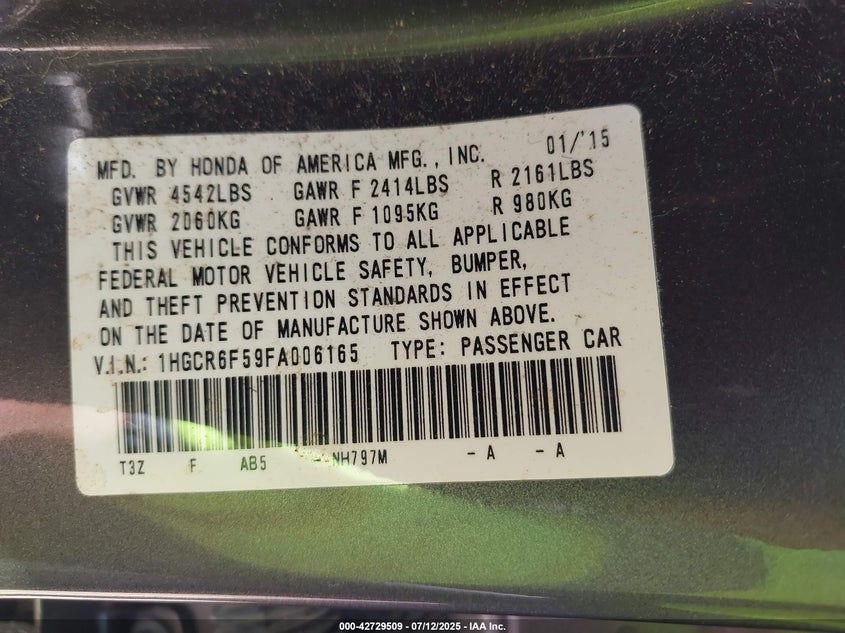 MFD. BY HONDA OF AMERICA MFG., INC. 01/'15
GVWR 4542LBS GAWR F 2414LBS R 2161LBS
GVWR 2060KG GAWR F 1095KG R 980KG
THIS VEHICLE CONFORMS TO ALL APPLICABLE
FEDERAL MOTOR VEHICLE SAFETY, BUMPER,
AND THEFT PREVENTION STANDARDS IN EFFECT
ON THE DATE OF MANUFACTURE SHOWN ABOVE.
V.I.N.: 1HGCR6F59FA006165 TYPE: PASSENGER CAR
T3Z F AB5 NH797M -A -A
000-42729509 - 07/12/2025 - IAA Inc.